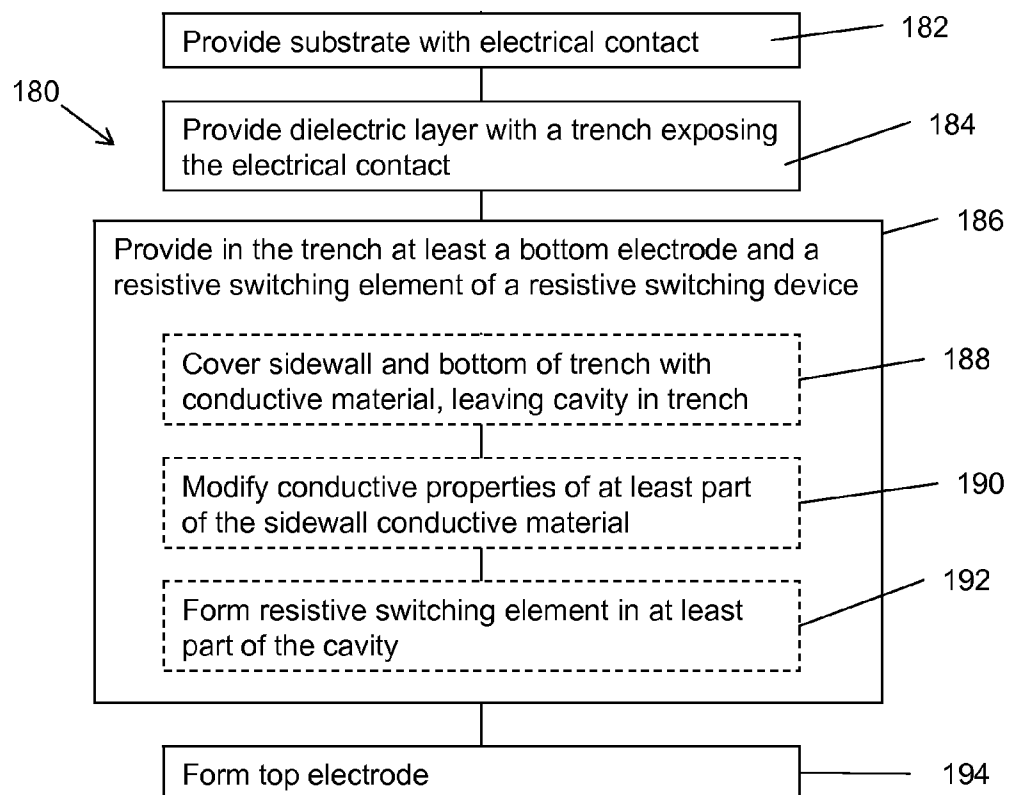 Provide substrate with electrical contact
182
180
Provide dielectric layer with a trench exposing
the electrical contact
184
186
Provide in the trench at least a bottom electrode and a
resistive switching element of a resistive switching device
Cover sidewall and bottom of trench with
conductive material, leaving cavity in trench
188
Modify conductive properties of at least part
of the sidewall conductive material
190
Form resistive switching element in at least
part of the cavity
192
Form top electrode
194